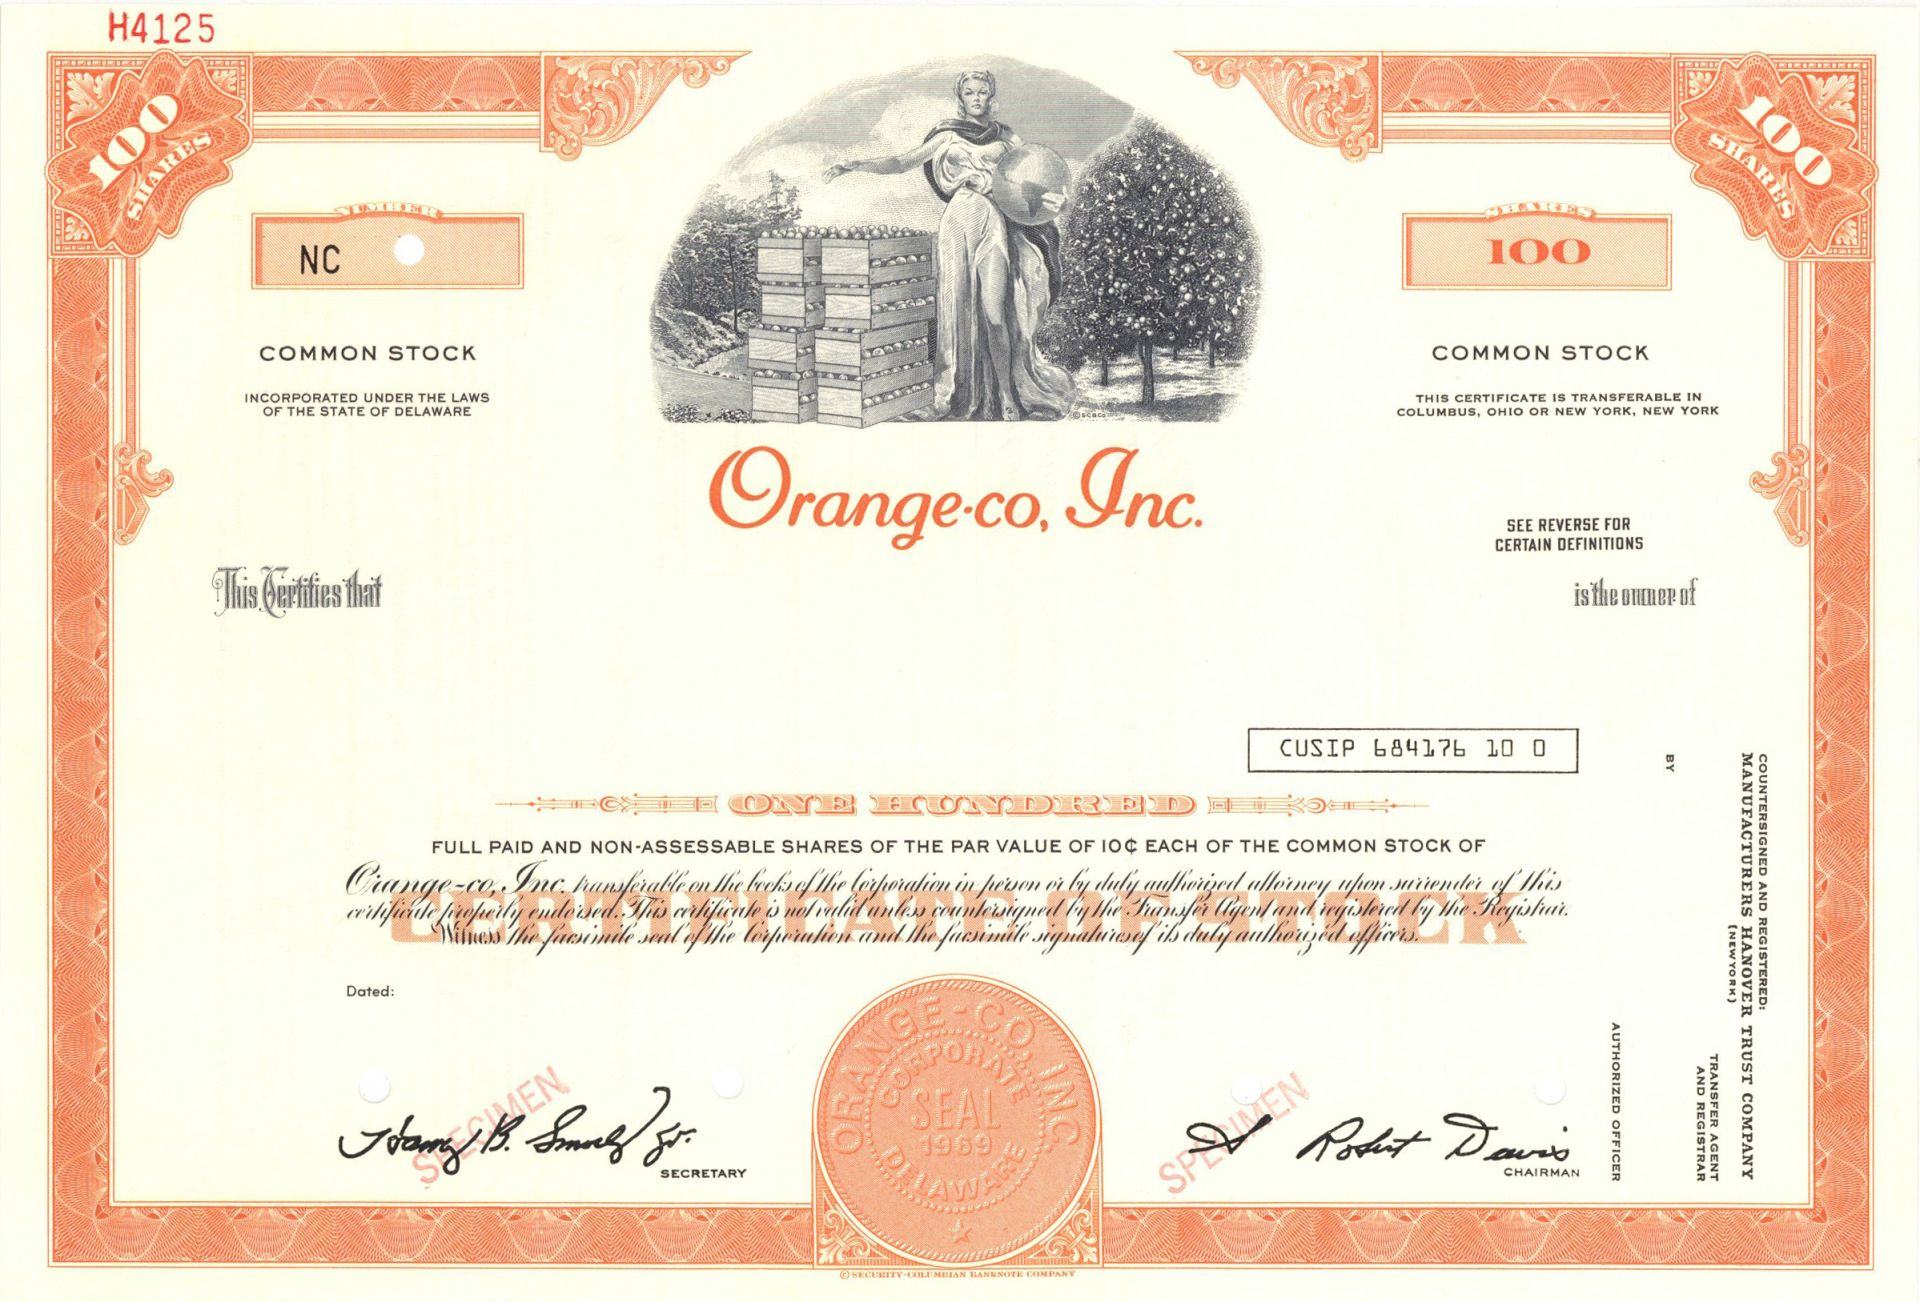 H4125
100
SHARES
100
SHARES
NUMBER
NC
SHARES
100
COMMON STOCK
INCORPORATED UNDER THE LAWS
OF THE STATE OF DELAWARE
COMMON STOCK
THIS CERTIFICATE IS TRANSFERABLE IN
COLUMBUS, OHIO OR NEW YORK, NEW YORK
© S.C.B.Co.
Orange-co, Inc.
SEE REVERSE FOR
CERTAIN DEFINITIONS
This Certifies that
is the owner of
CUSIP 684176 10 0
ONE HUNDRED
FULL PAID AND NON-ASSESSABLE SHARES OF THE PAR VALUE OF 10¢ EACH OF THE COMMON STOCK OF
Orange-co, Inc. transferable on the books of the Corporation in person or by duly authorized attorney upon surrender of this
certificate properly endorsed. This certificate is not valid unless countersigned by the Transfer Agent and registered by the Registrar.
Witness the facsimile seal of the Corporation and the facsimile signatures of its duly authorized officers.
CERTIFICATE OF STOCK
Dated:
SPECIMEN
Harry B.
Jr.
SECRETARY
ORANGE-CO, INC
CORPORATE
SEAL
1969
DELAWARE
SPECIMEN
Robert Davis
CHAIRMAN
COUNTERSIGNED AND REGISTERED:
MANUFACTURERS HANOVER TRUST COMPANY
(NEW YORK)
TRANSFER AGENT
AND REGISTRAR
BY
AUTHORIZED OFFICER
© SECURITY-COLUMBIAN BANKNOTE COMPANY